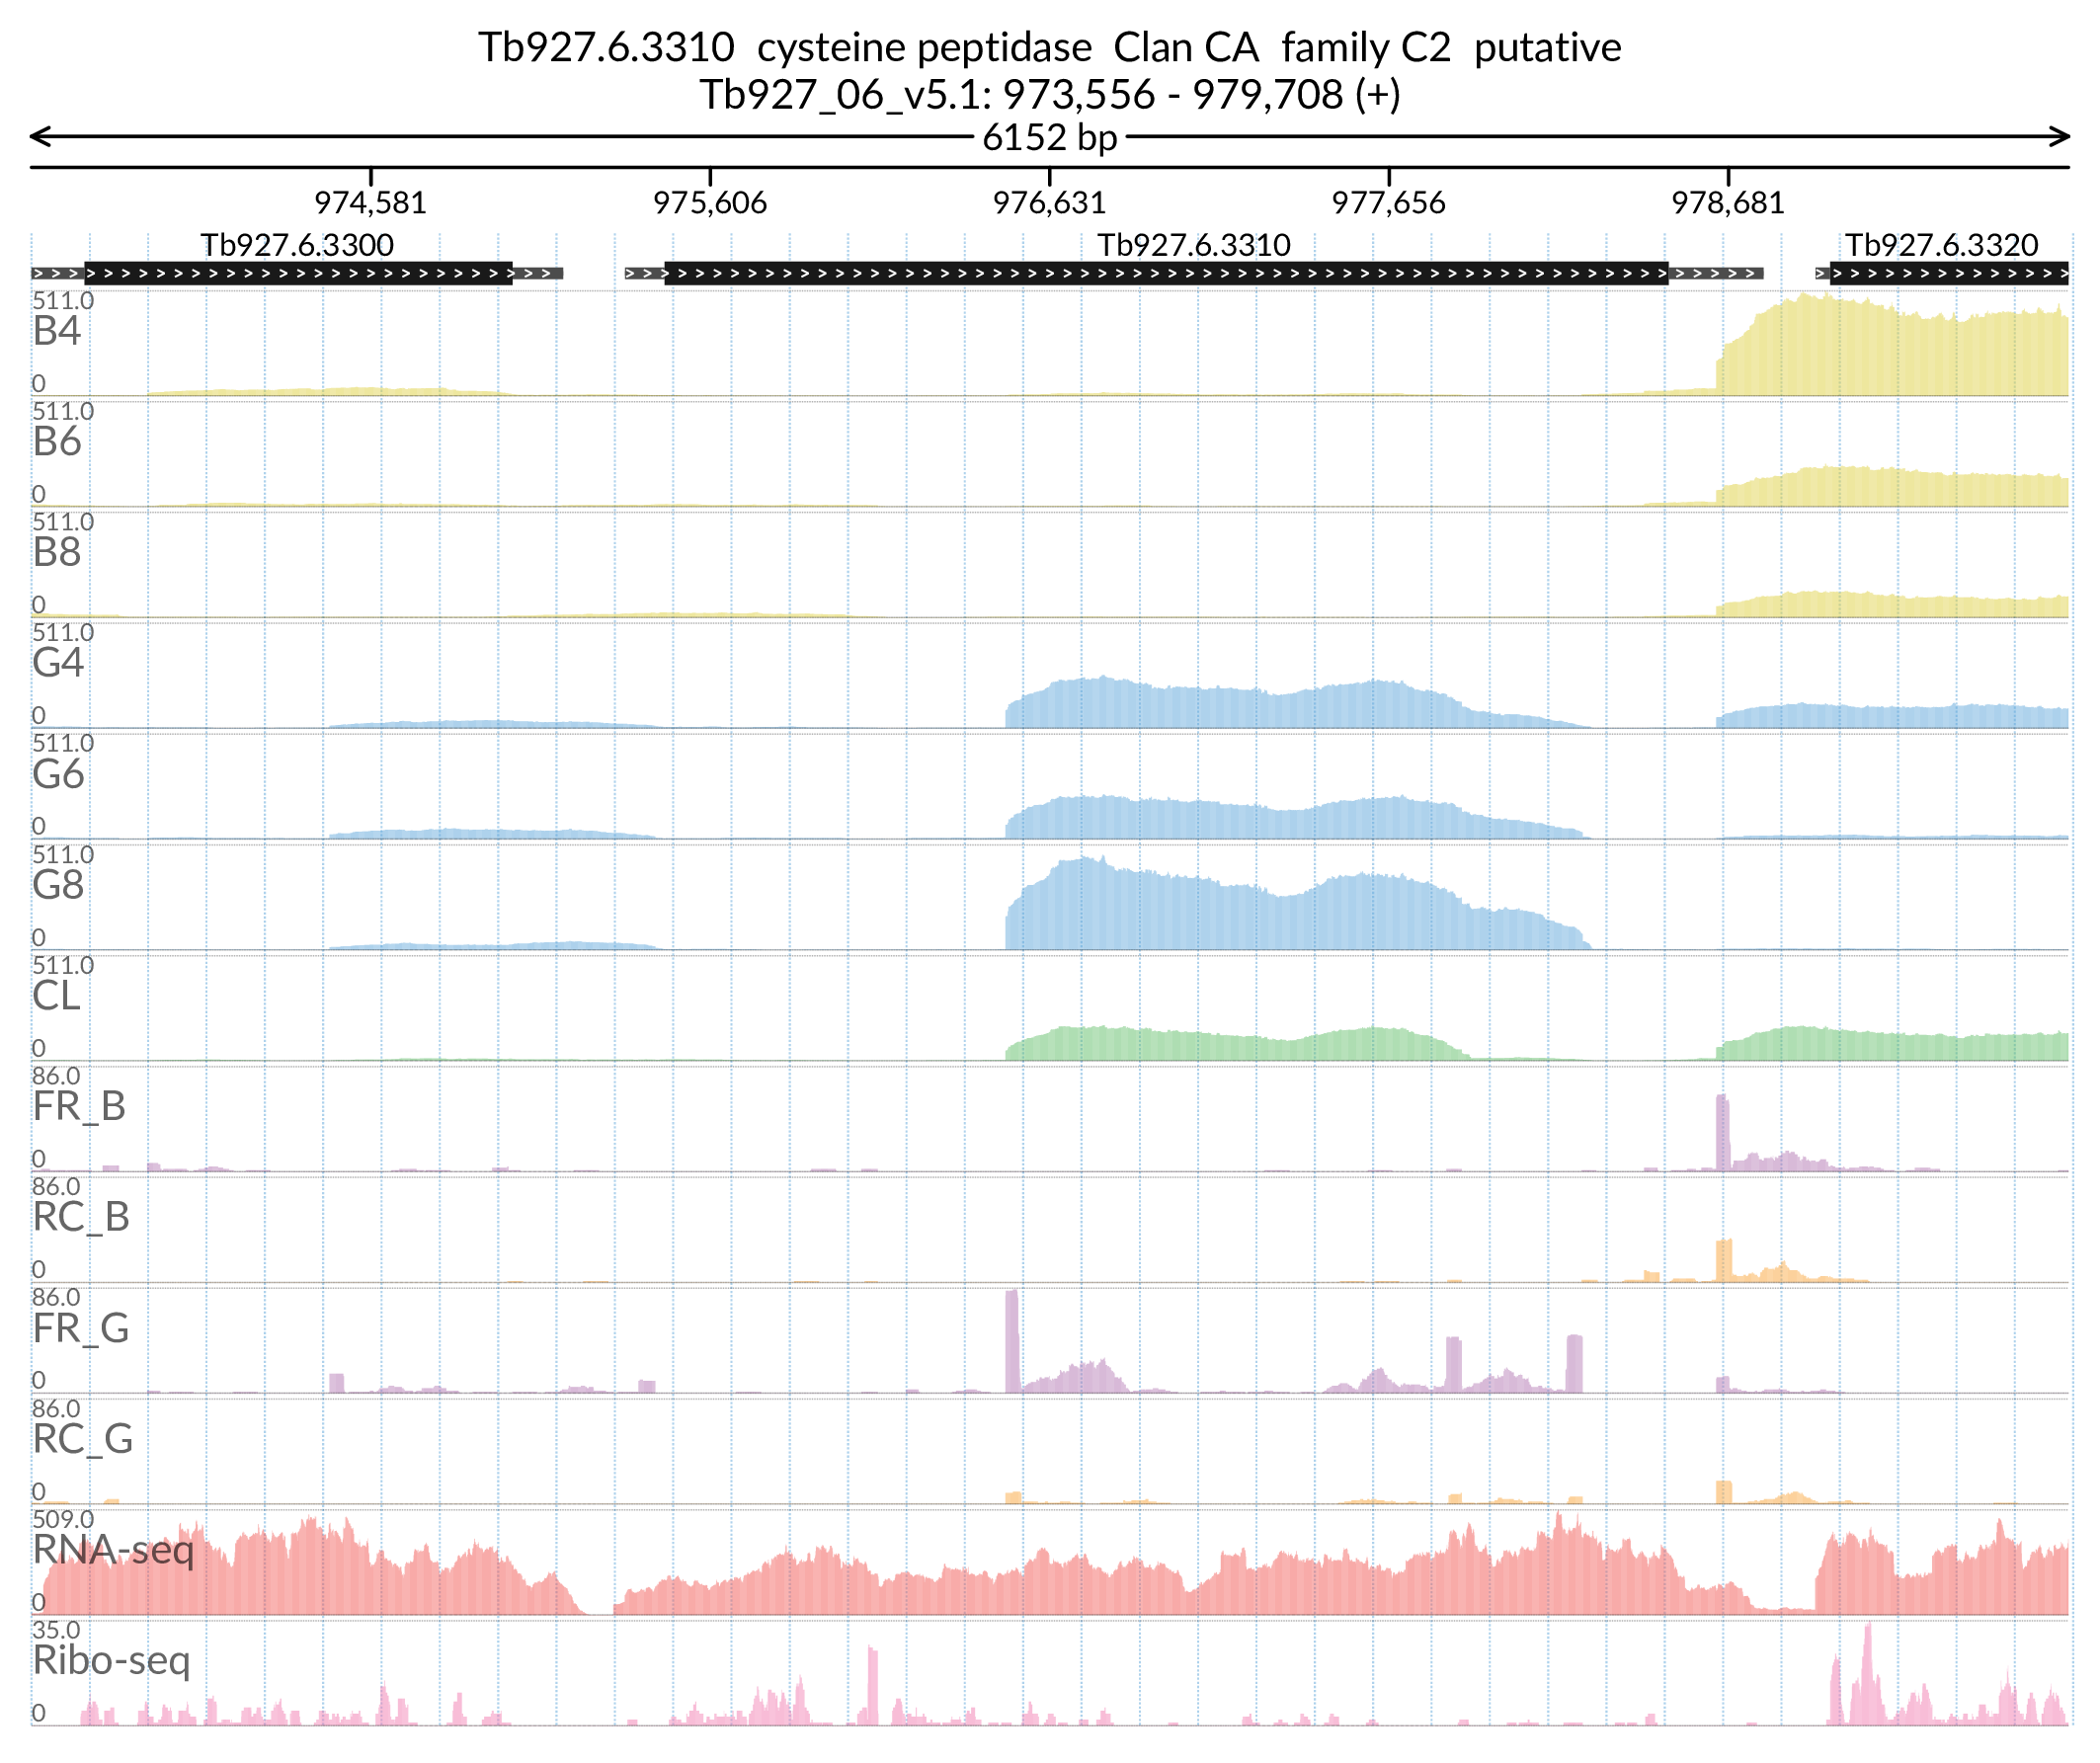 Tb927.6.3310 cysteine peptidase Clan CA family C2 putative
Tb927_06_v5.1: 973,556 - 979,708 (+)
6152 bp
974,581 975,606 976,631 977,656 978,681
Tb927.6.3300 Tb927.6.3310 Tb927.6.3320
511.0
B4
0
511.0
B6
0
511.0
B8
0
511.0
G4
0
511.0
G6
0
511.0
G8
0
511.0
CL
0
86.0
FR_B
0
86.0
RC_B
0
86.0
FR_G
0
86.0
RC_G
0
509.0
RNA-seq
0
35.0
Ribo-seq
0